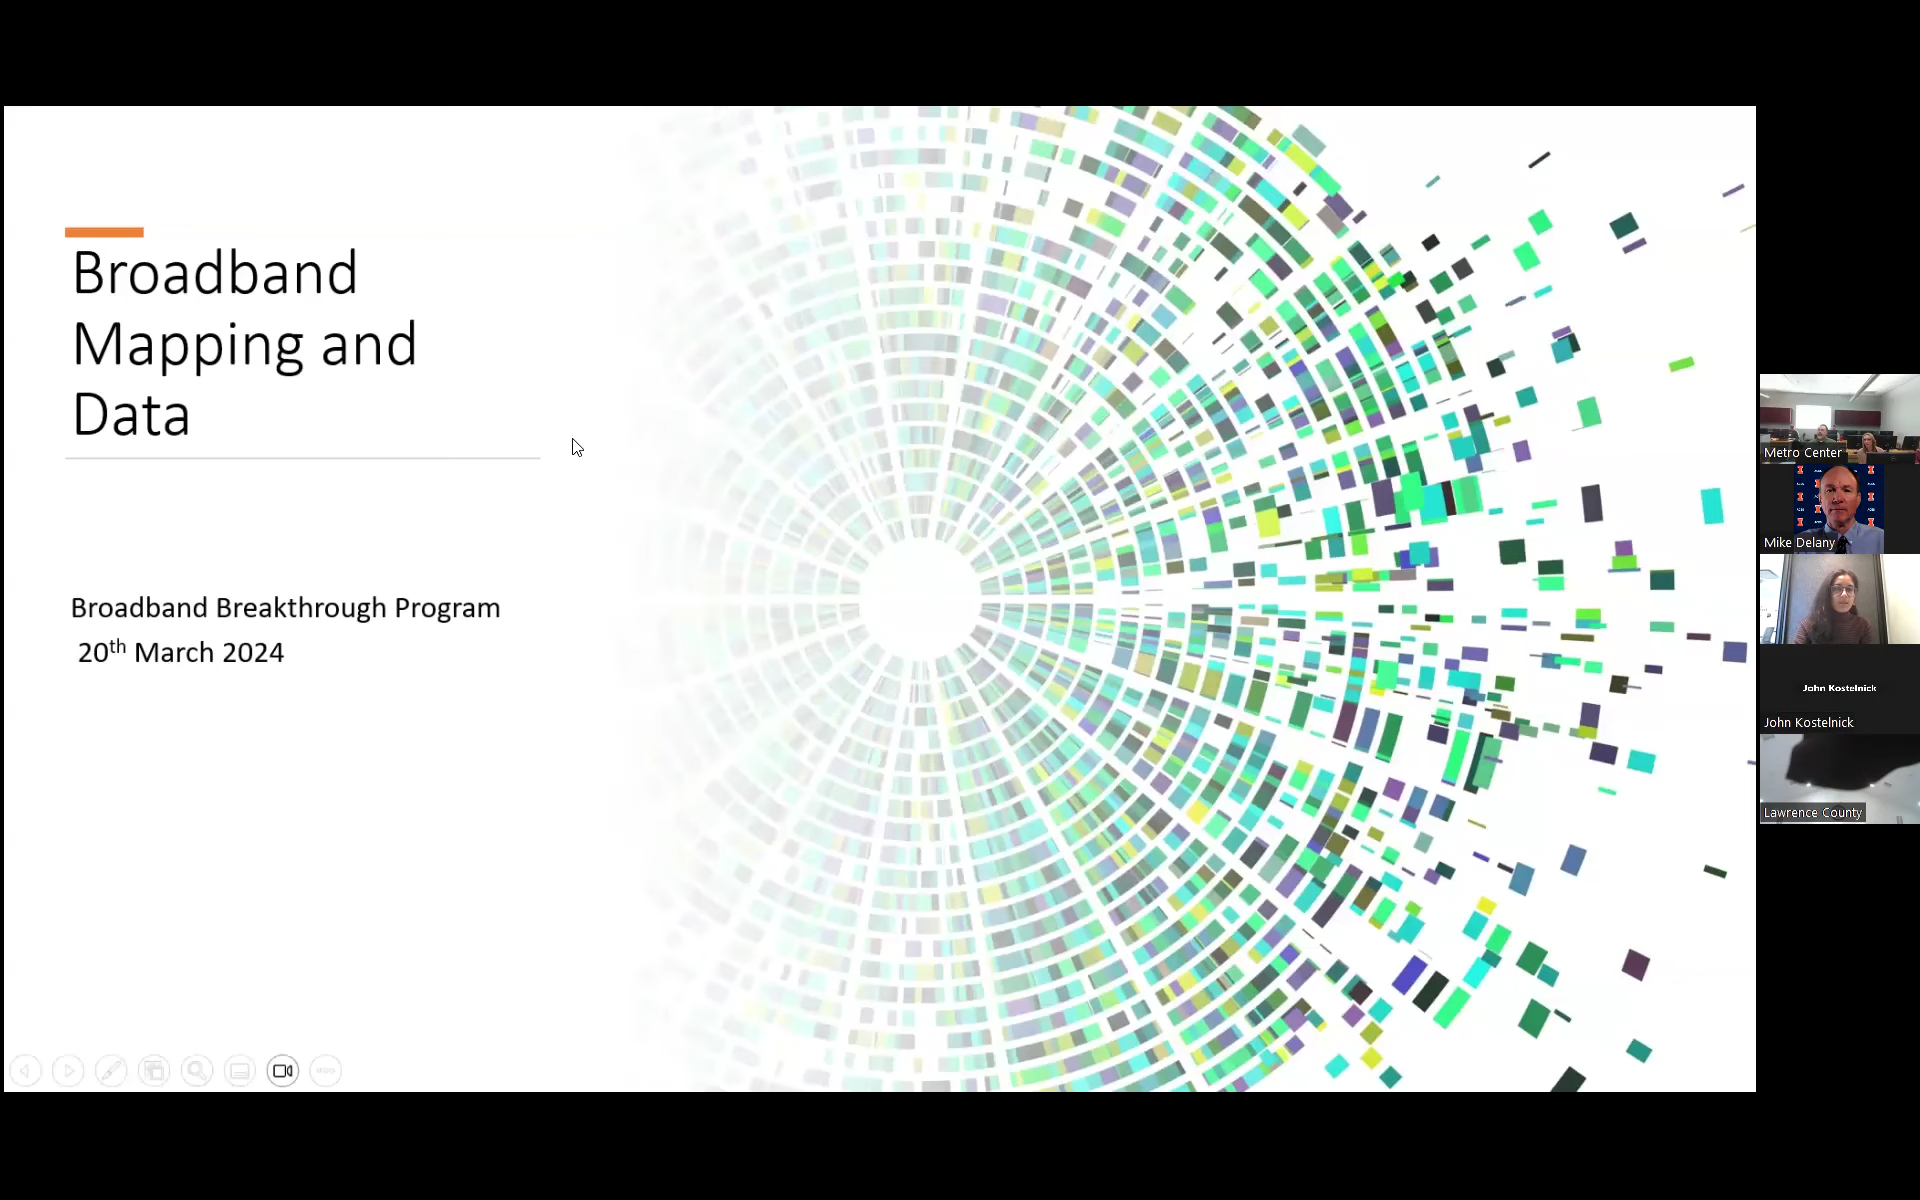 Broadband
Mapping and
Data
Broadband Breakthrough Program
20th March 2024
Metro Center
Mike Delany
John Kostelnick
John Kostelnick
Lawrence County